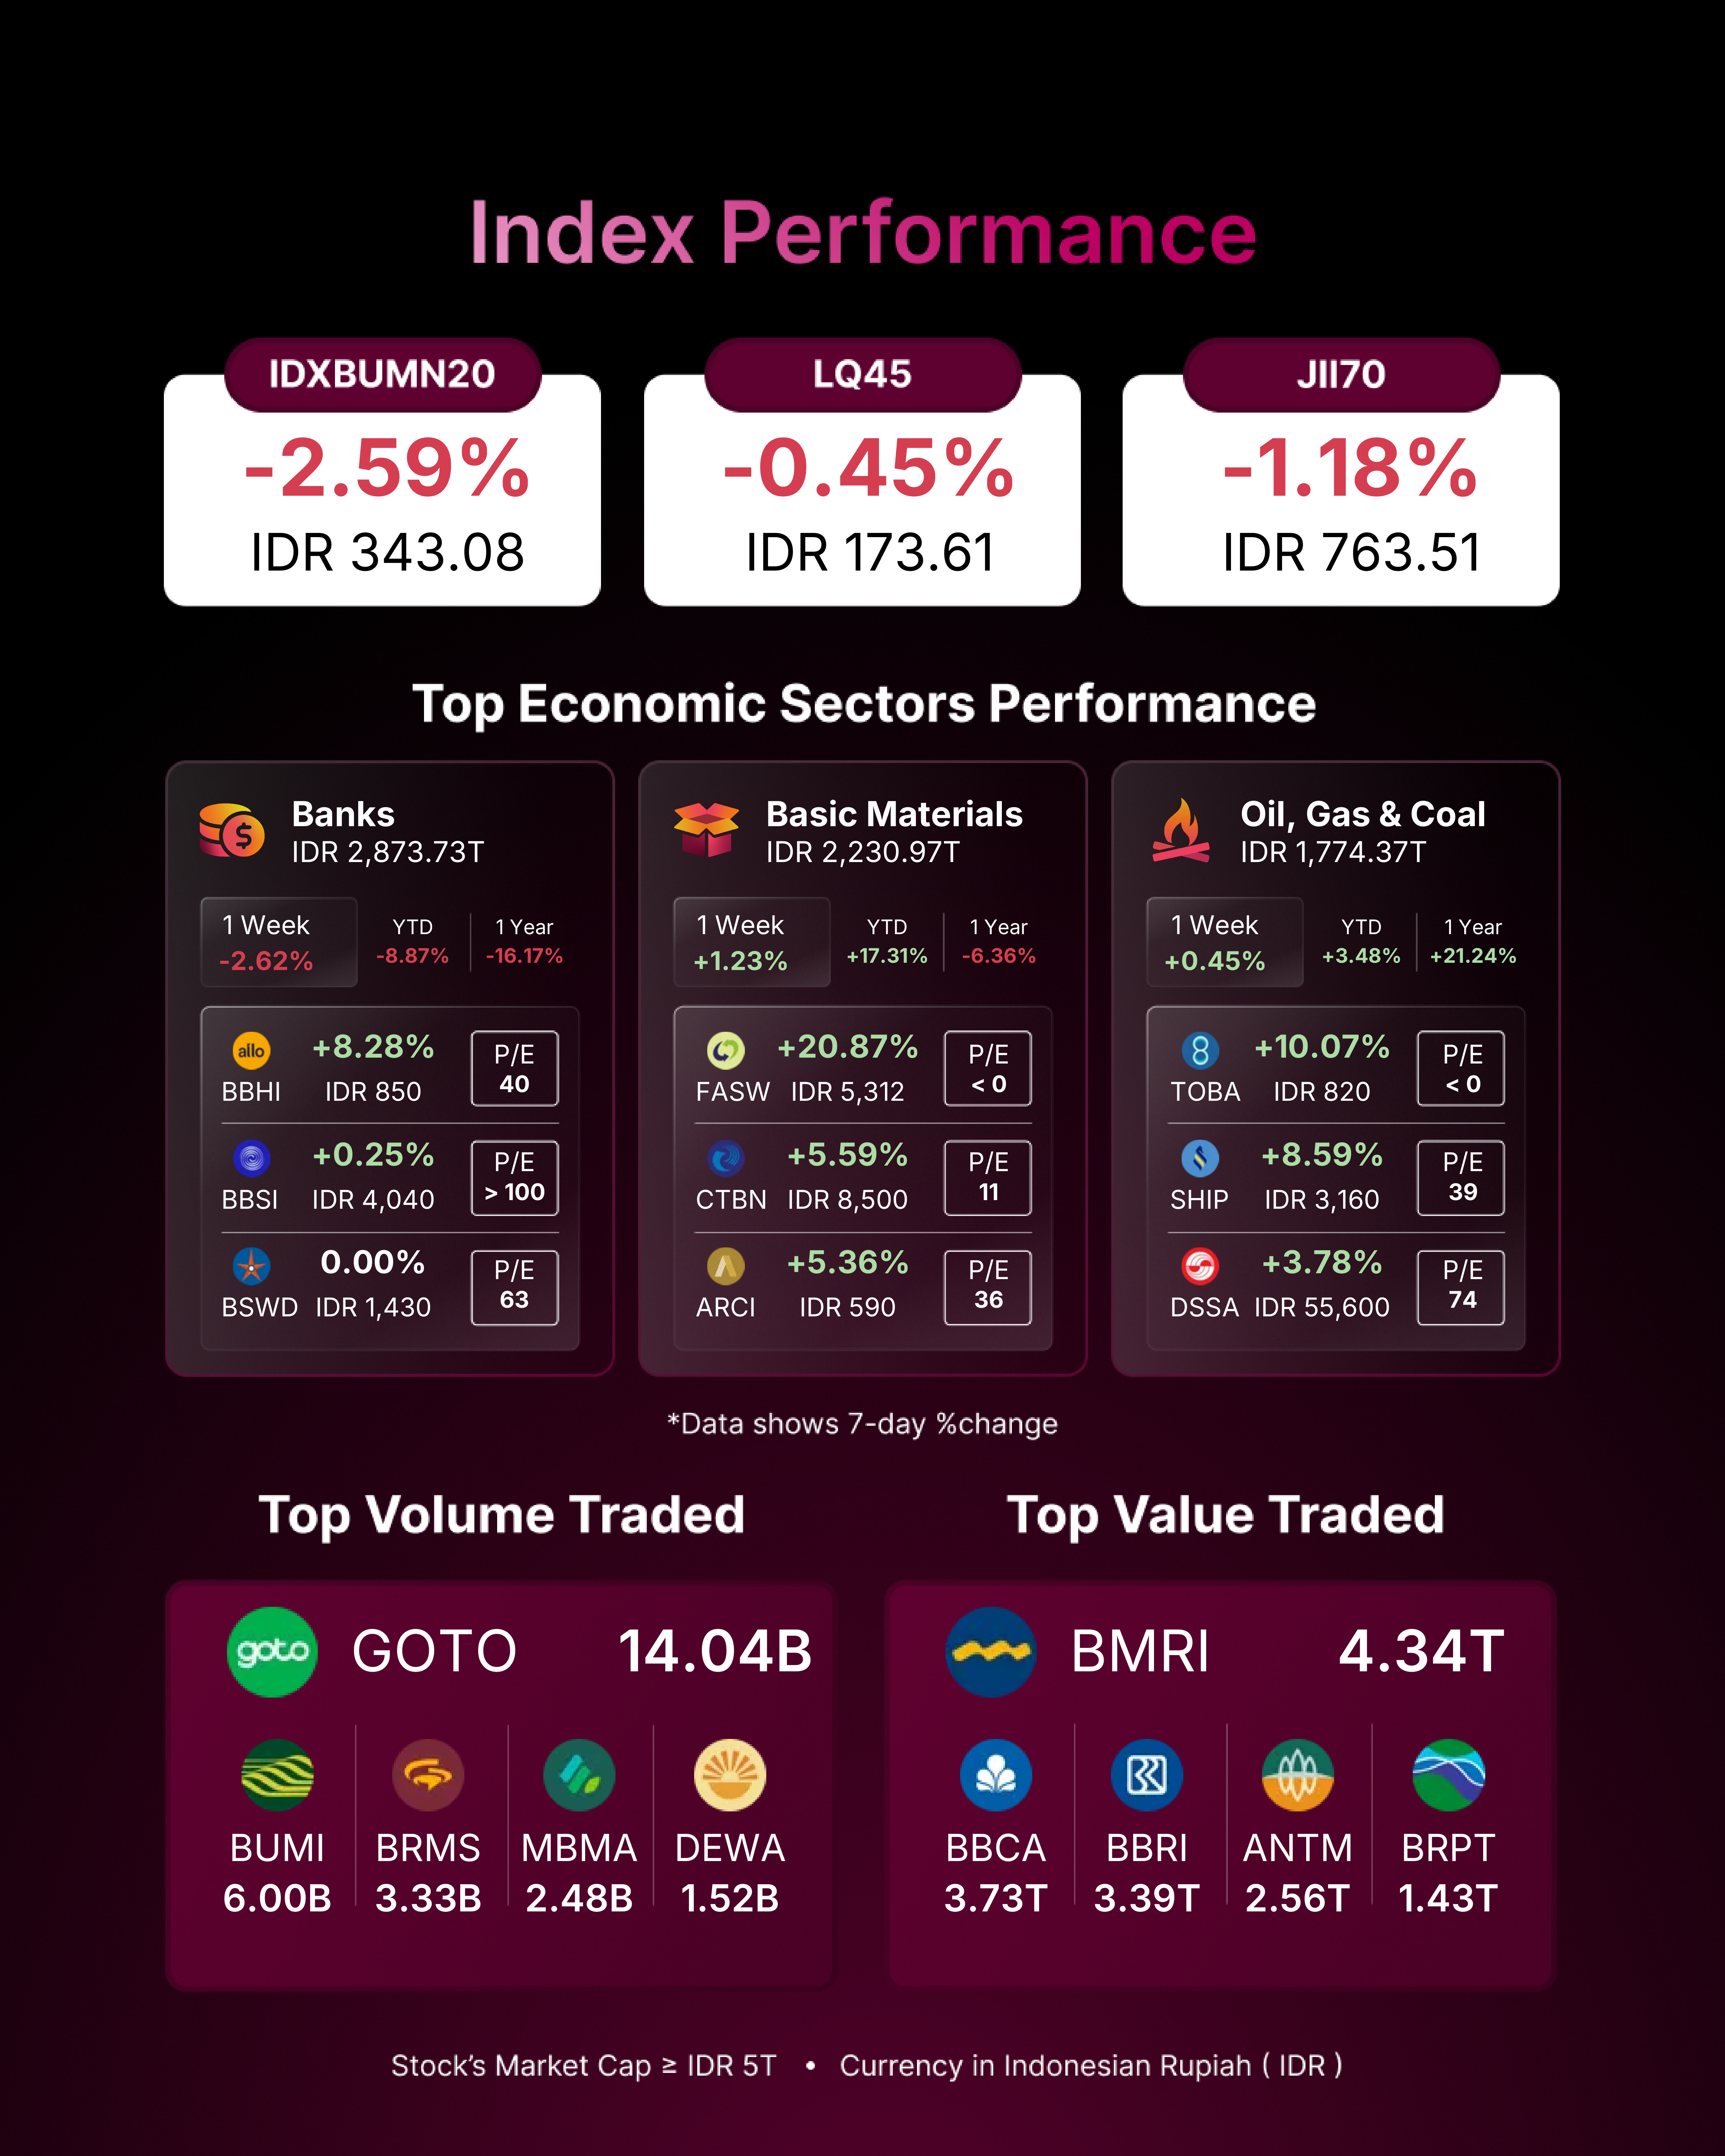 Index Performance
IDXBUMN20
-2.59%
IDR 343.08
LQ45
-0.45%
IDR 173.61
JII70
-1.18%
IDR 763.51
Top Economic Sectors Performance
Banks
IDR 2,873.73T
1 Week
-2.62%
YTD
-8.87%
1 Year
-16.17%
allo
BBHI
+8.28%
IDR 850
P/E
40
BBSI
+0.25%
IDR 4,040
P/E
> 100
BSWD
0.00%
IDR 1,430
P/E
63
Basic Materials
IDR 2,230.97T
1 Week
+1.23%
YTD
+17.31%
1 Year
-6.36%
FASW
+20.87%
IDR 5,312
P/E
< 0
CTBN
+5.59%
IDR 8,500
P/E
11
ARCI
+5.36%
IDR 590
P/E
36
Oil, Gas & Coal
IDR 1,774.37T
1 Week
+0.45%
YTD
+3.48%
1 Year
+21.24%
TOBA
+10.07%
IDR 820
P/E
< 0
SHIP
+8.59%
IDR 3,160
P/E
39
DSSA
+3.78%
IDR 55,600
P/E
74
*Data shows 7-day %change
Top Volume Traded
goto
GOTO
14.04B
BUMI
6.00B
BRMS
3.33B
MBMA
2.48B
DEWA
1.52B
Top Value Traded
BMRI
4.34T
BBCA
3.73T
BBRI
3.39T
ANTM
2.56T
BRPT
1.43T
Stock's Market Cap ≥ IDR 5T • Currency in Indonesian Rupiah ( IDR )